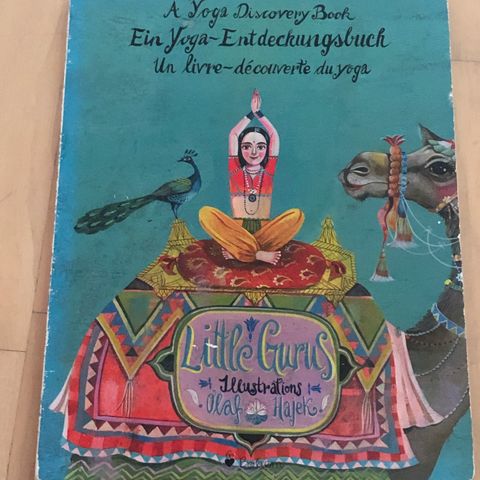 A Yoga Discovery Book
Ein Yoga-Entdeckungsbuch
Un livre-découverte du yoga
Little Gurus
Illustrations
Olaf Hajek